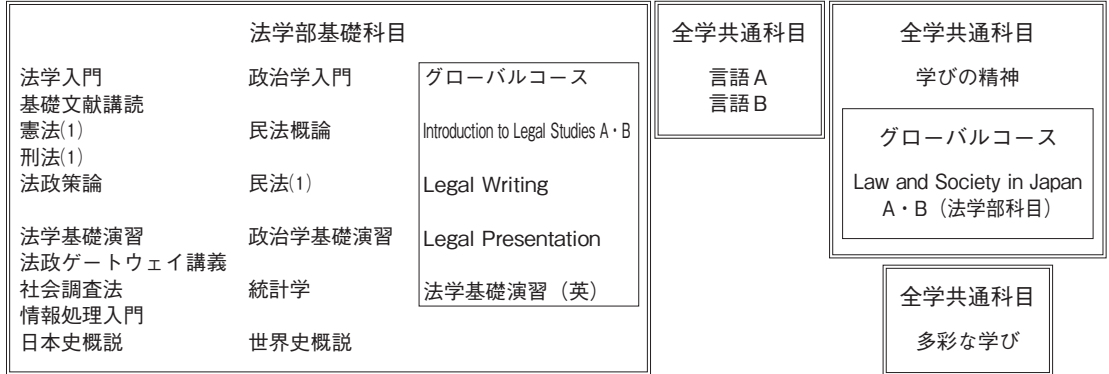 法学部基礎科目
法学入門 政治学入門
基礎文献講読
憲法⑴ 民法概論
刑法⑴
法政策論 民法⑴
法学基礎演習 政治学基礎演習
法政ゲートウェイ講義
社会調査法 統計学
情報処理入門
日本史概説 世界史概説
グローバルコース
Introduction to Legal Studies A・B
Legal Writing
Legal Presentation
法学基礎演習（英）
全学共通科目
言語A
言語B
全学共通科目
学びの精神
グローバルコース
Law and Society in Japan
A・B（法学部科目）
全学共通科目
多彩な学び